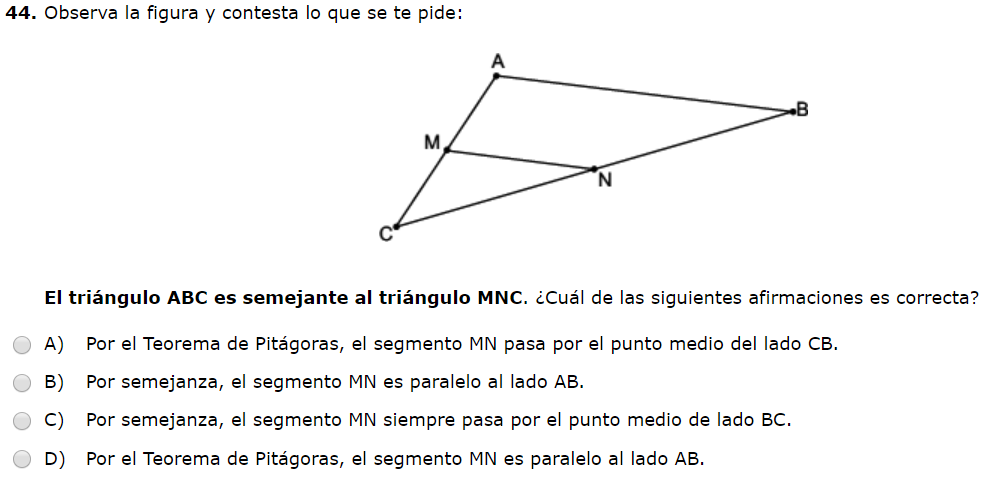 44. Observa la figura y contesta lo que se te pide:
A
B
M
N
C
El triángulo ABC es semejante al triángulo MNC. ¿Cuál de las siguientes afirmaciones es correcta?
A) Por el Teorema de Pitágoras, el segmento MN pasa por el punto medio del lado CB.
B) Por semejanza, el segmento MN es paralelo al lado AB.
C) Por semejanza, el segmento MN siempre pasa por el punto medio de lado BC.
D) Por el Teorema de Pitágoras, el segmento MN es paralelo al lado AB.